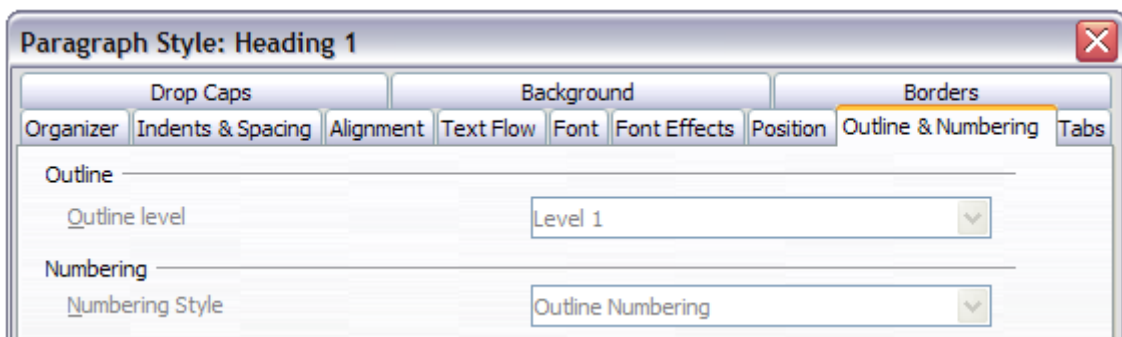 Paragraph Style: Heading 1
Drop Caps Background Borders
Organizer Indents & Spacing Alignment Text Flow Font Font Effects Position Outline & Numbering Tabs
Outline
Outline level Level 1
Numbering
Numbering Style Outline Numbering